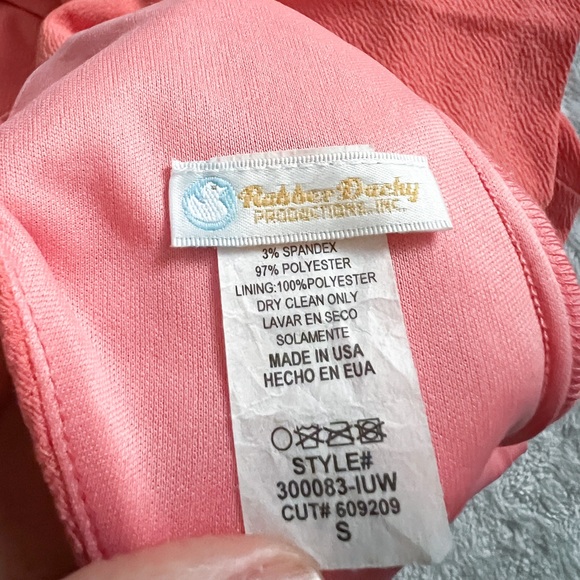 Rubber Ducky
PRODUCTIONS, INC.
3% SPANDEX
97% POLYESTER
LINING:100%POLYESTER
DRY CLEAN ONLY
LAVAR EN SECO
SOLAMENTE
MADE IN USA
HECHO EN EUA
STYLE#
300083-IUW
CUT# 609209
S